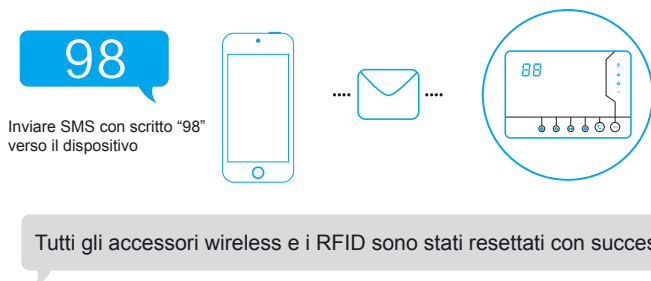 98
Inviare SMS con scritto “98”
verso il dispositivo
88
Tutti gli accessori wireless e i RFID sono stati resettati con